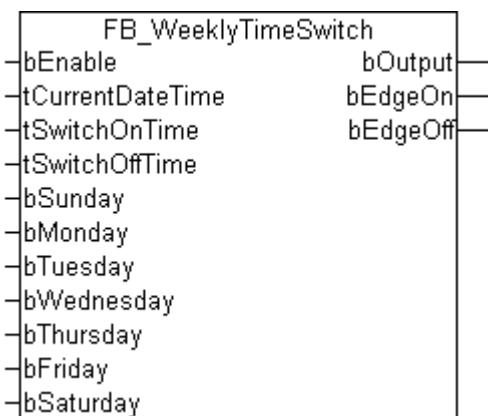 FB_WeeklyTimeSwitch
bEnable bOutput
tCurrentDateTime bEdgeOn
tSwitchOnTime bEdgeOff
tSwitchOffTime
bSunday
bMonday
bTuesday
bWednesday
bThursday
bFriday
bSaturday